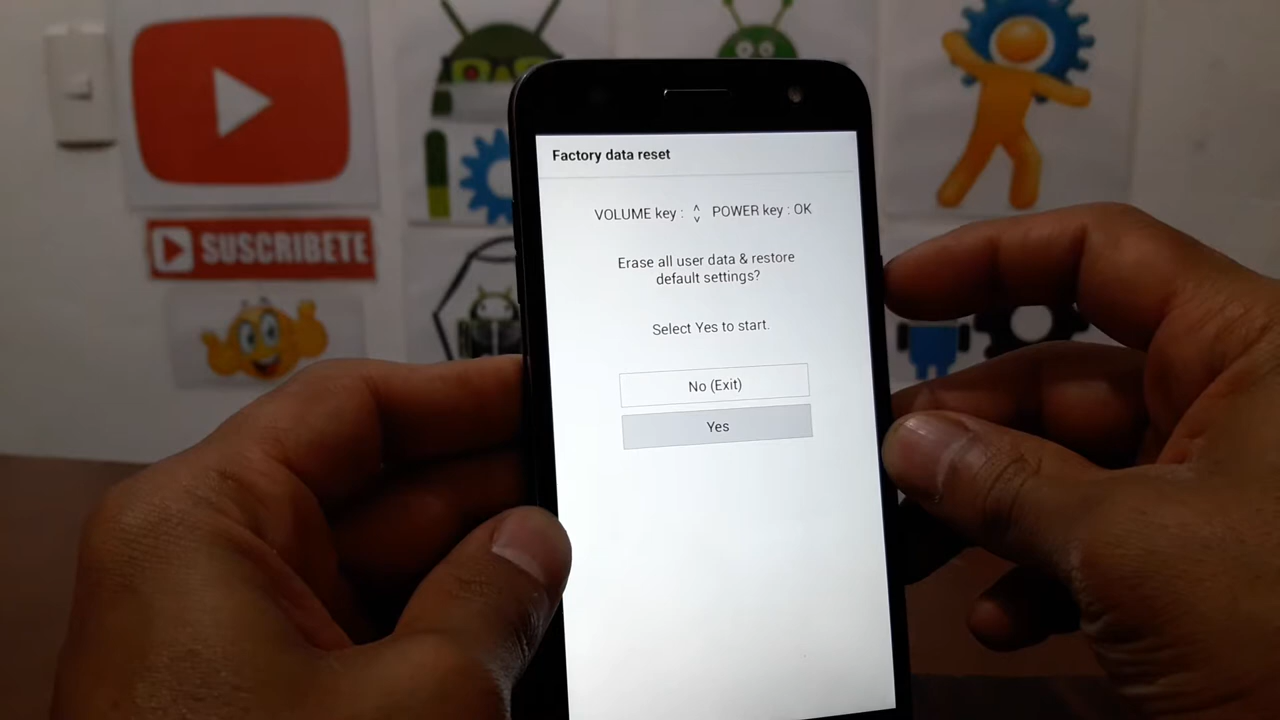 SUSCRIBETE
Factory data reset
VOLUME key : POWER key : OK
Erase all user data & restore
default settings?
Select Yes to start.
No (Exit)
Yes